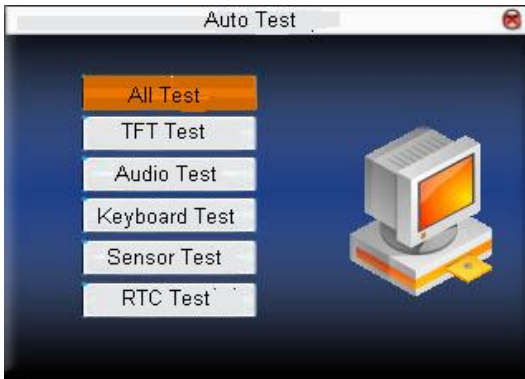 Auto Test
All Test
TFT Test
Audio Test
Keyboard Test
Sensor Test
RTC Test